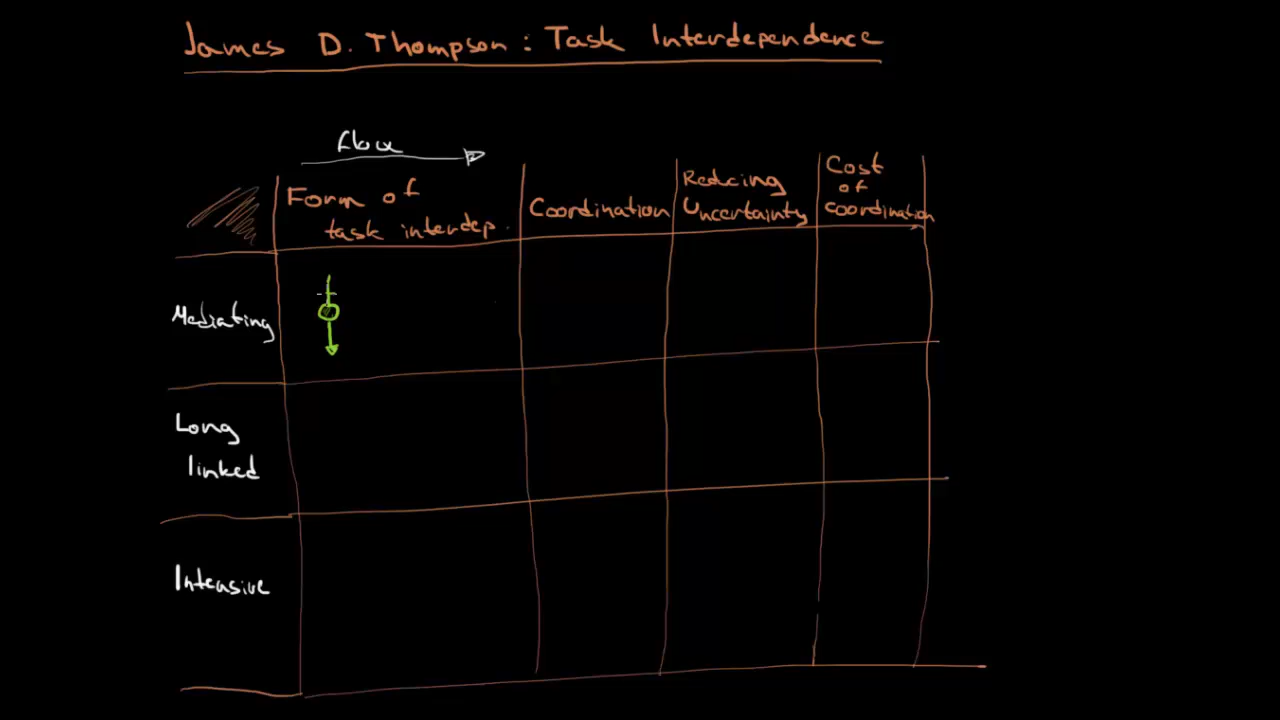 James D. Thompson: Task Interdependence
flow
Form of
task interdep.
Coordination
Reducing
Uncertainty
Cost
of
coordination
Mediating
Long
linked
Intensive